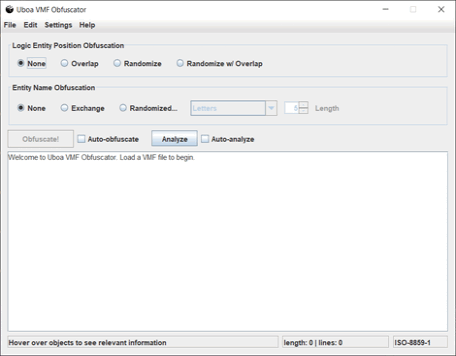 Uboa VMF Obfuscator
File Edit Settings Help
Logic Entity Position Obfuscation
None Overlap Randomize Randomize w/ Overlap
Entity Name Obfuscation
None Exchange Randomized... Letters 5 Length
Obfuscate! Auto-obfuscate Analyze Auto-analyze
Welcome to Uboa VMF Obfuscator. Load a VMF file to begin.
Hover over objects to see relevant information length: 0 | lines: 0 ISO-8859-1